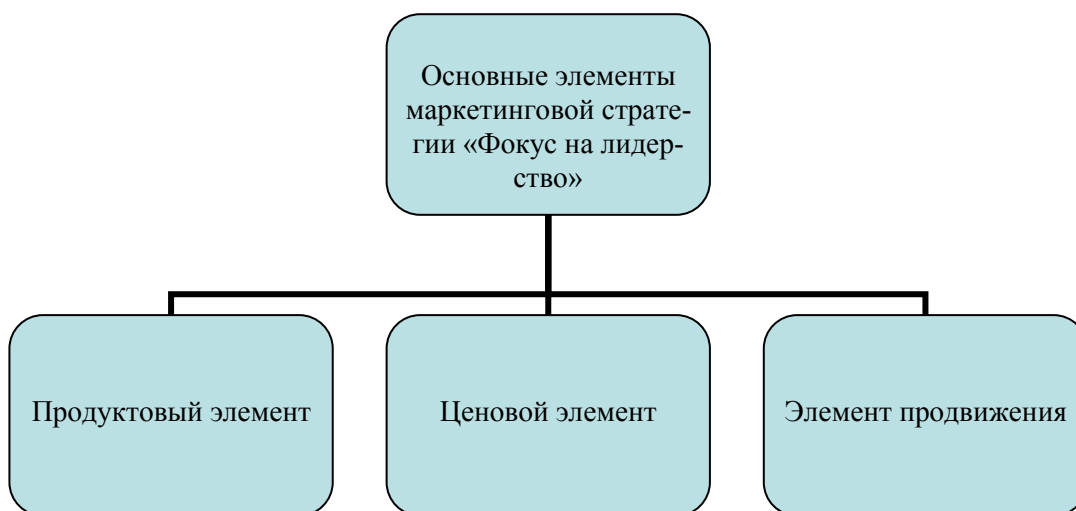 Основные элементы
маркетинговой страте-
гии «Фокус на лидер-
ство»
Продуктовый элемент
Ценовой элемент
Элемент продвижения